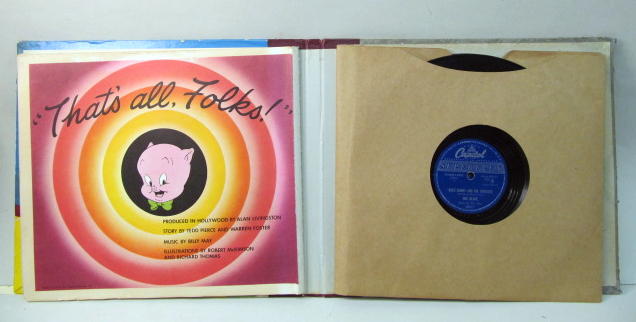 "That's all, Folks!"
PRODUCED IN HOLLYWOOD BY ALAN LIVINGSTON
STORY BY TEDD PIERCE AND WARREN FOSTER
MUSIC BY BILLY MAY
ILLUSTRATIONS BY ROBERT McKIMSON
AND RICHARD THOMAS
Capitol
MEL BLANC